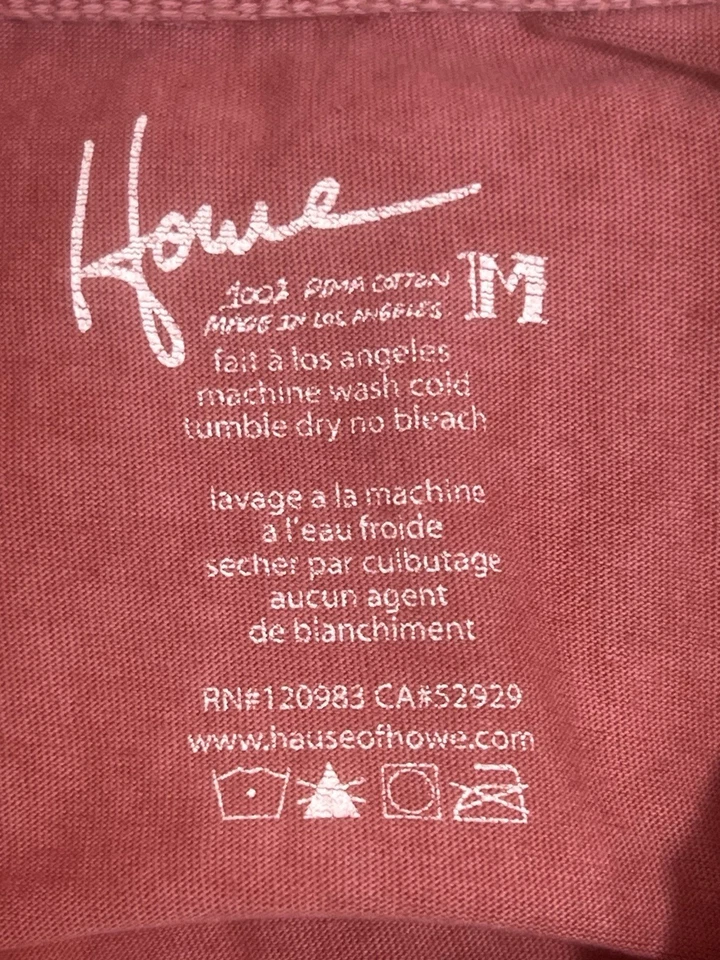 Howe
100% PIMA COTTON
MADE IN LOS ANGELES
M
fait à los angeles
machine wash cold
tumble dry no bleach
lavage a la machine
a l'eau froide
secher par culbutage
aucun agent
de blanchiment
RN#120983 CA#52929
www.hauseofhowe.com